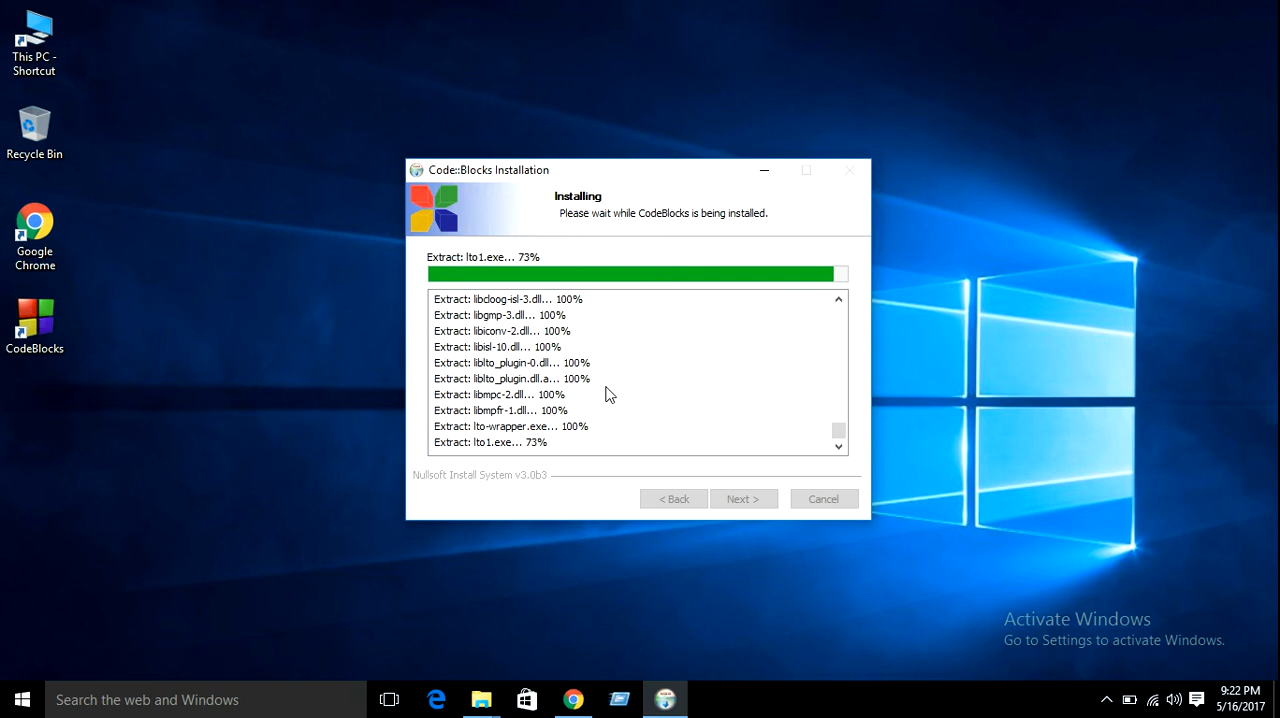 This PC -
Shortcut
Recycle Bin
Google
Chrome
CodeBlocks
Code::Blocks Installation
Installing
Please wait while CodeBlocks is being installed.
Extract: lto1.exe... 73%
Extract: libcloog-isl-3.dll... 100%
Extract: libgmp-3.dll... 100%
Extract: libiconv-2.dll... 100%
Extract: libisl-10.dll... 100%
Extract: liblto_plugin-0.dll... 100%
Extract: liblto_plugin.dll.a... 100%
Extract: libmpc-2.dll... 100%
Extract: libmpfr-1.dll... 100%
Extract: lto-wrapper.exe... 100%
Extract: lto1.exe... 73%
Nullsoft Install System v3.0b3
< Back
Next >
Cancel
Activate Windows
Go to Settings to activate Windows.
Search the web and Windows
9:22 PM
5/16/2017